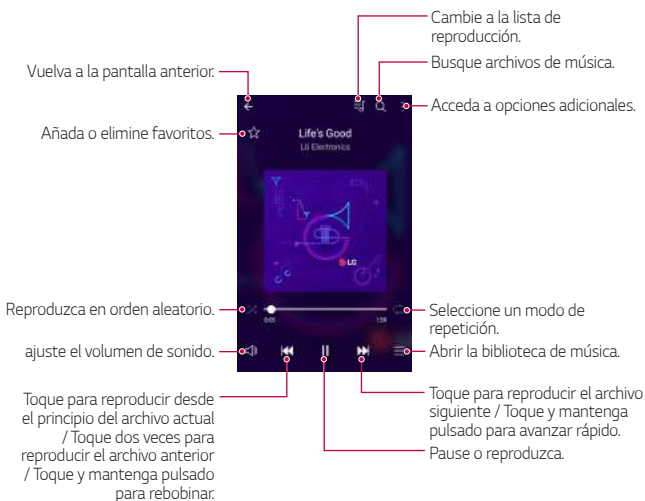 Cambie a la lista de
reproducción.
Vuelva a la pantalla anterior.
Busque archivos de música.
Acceda a opciones adicionales.
Añada o elimine favoritos.
Life's Good
LG Electronics
LG
Reproduzca en orden aleatorio.
0:05
1:39
Seleccione un modo de
repetición.
ajuste el volumen de sonido.
Abrir la biblioteca de música.
Toque para reproducir desde
el principio del archivo actual
/ Toque dos veces para
reproducir el archivo anterior
/ Toque y mantenga pulsado
para rebobinar.
Toque para reproducir el archivo
siguiente / Toque y mantenga
pulsado para avanzar rápido.
Pause o reproduzca.